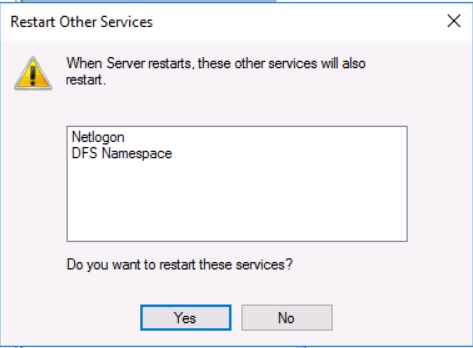 Restart Other Services
When Server restarts, these other services will also
restart.
Netlogon
DFS Namespace
Do you want to restart these services?
Yes
No